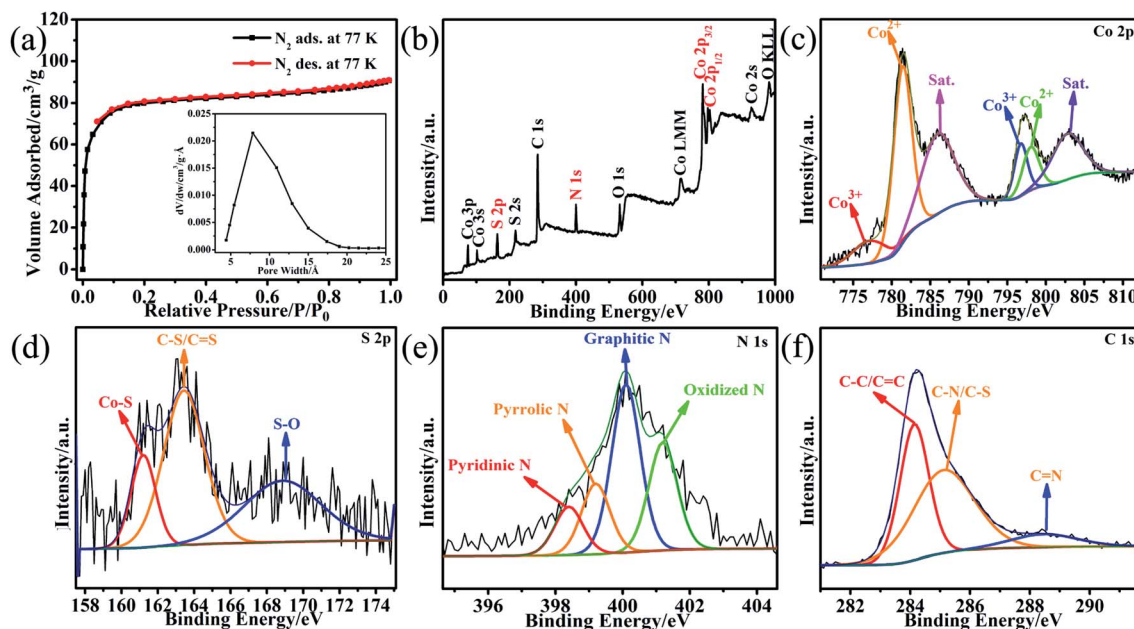 (a)
N2 ads. at 77 K
N2 des. at 77 K
Volume Adsorbed/cm3/g
120
100
80
60
40
20
0
0.0 0.2 0.4 0.6 0.8 1.0
Relative Pressure/P/P0
dV/dw/cm3/g·Å
0.025
0.020
0.015
0.010
0.005
0.000
5 10 15 20 25
Pore Width/Å
(b)
Intensity/a.u.
Co 3p
Co 3s
S 2p
S 2s
C 1s
N 1s
O 1s
Co LMM
Co 2p3/2
Co 2p1/2
Co 2s
O KLL
0 200 400 600 800 1000
Binding Energy/eV
(c)
Co 2p
Intensity/a.u.
Co2+
Sat.
Co3+
Co2+
Sat.
Co3+
775 780 785 790 795 800 805 810
Binding Energy/eV
(d)
S 2p
Intensity/a.u.
C-S/C=S
Co-S
S-O
158 160 162 164 166 168 170 172 174
Binding Energy/eV
(e)
N 1s
Intensity/a.u.
Graphitic N
Oxidized N
Pyrrolic N
Pyridinic N
396 398 400 402 404
Binding Energy/eV
(f)
C 1s
Intensity/a.u.
C-C/C=C
C-N/C-S
C=N
282 284 286 288 290
Binding Energy/eV